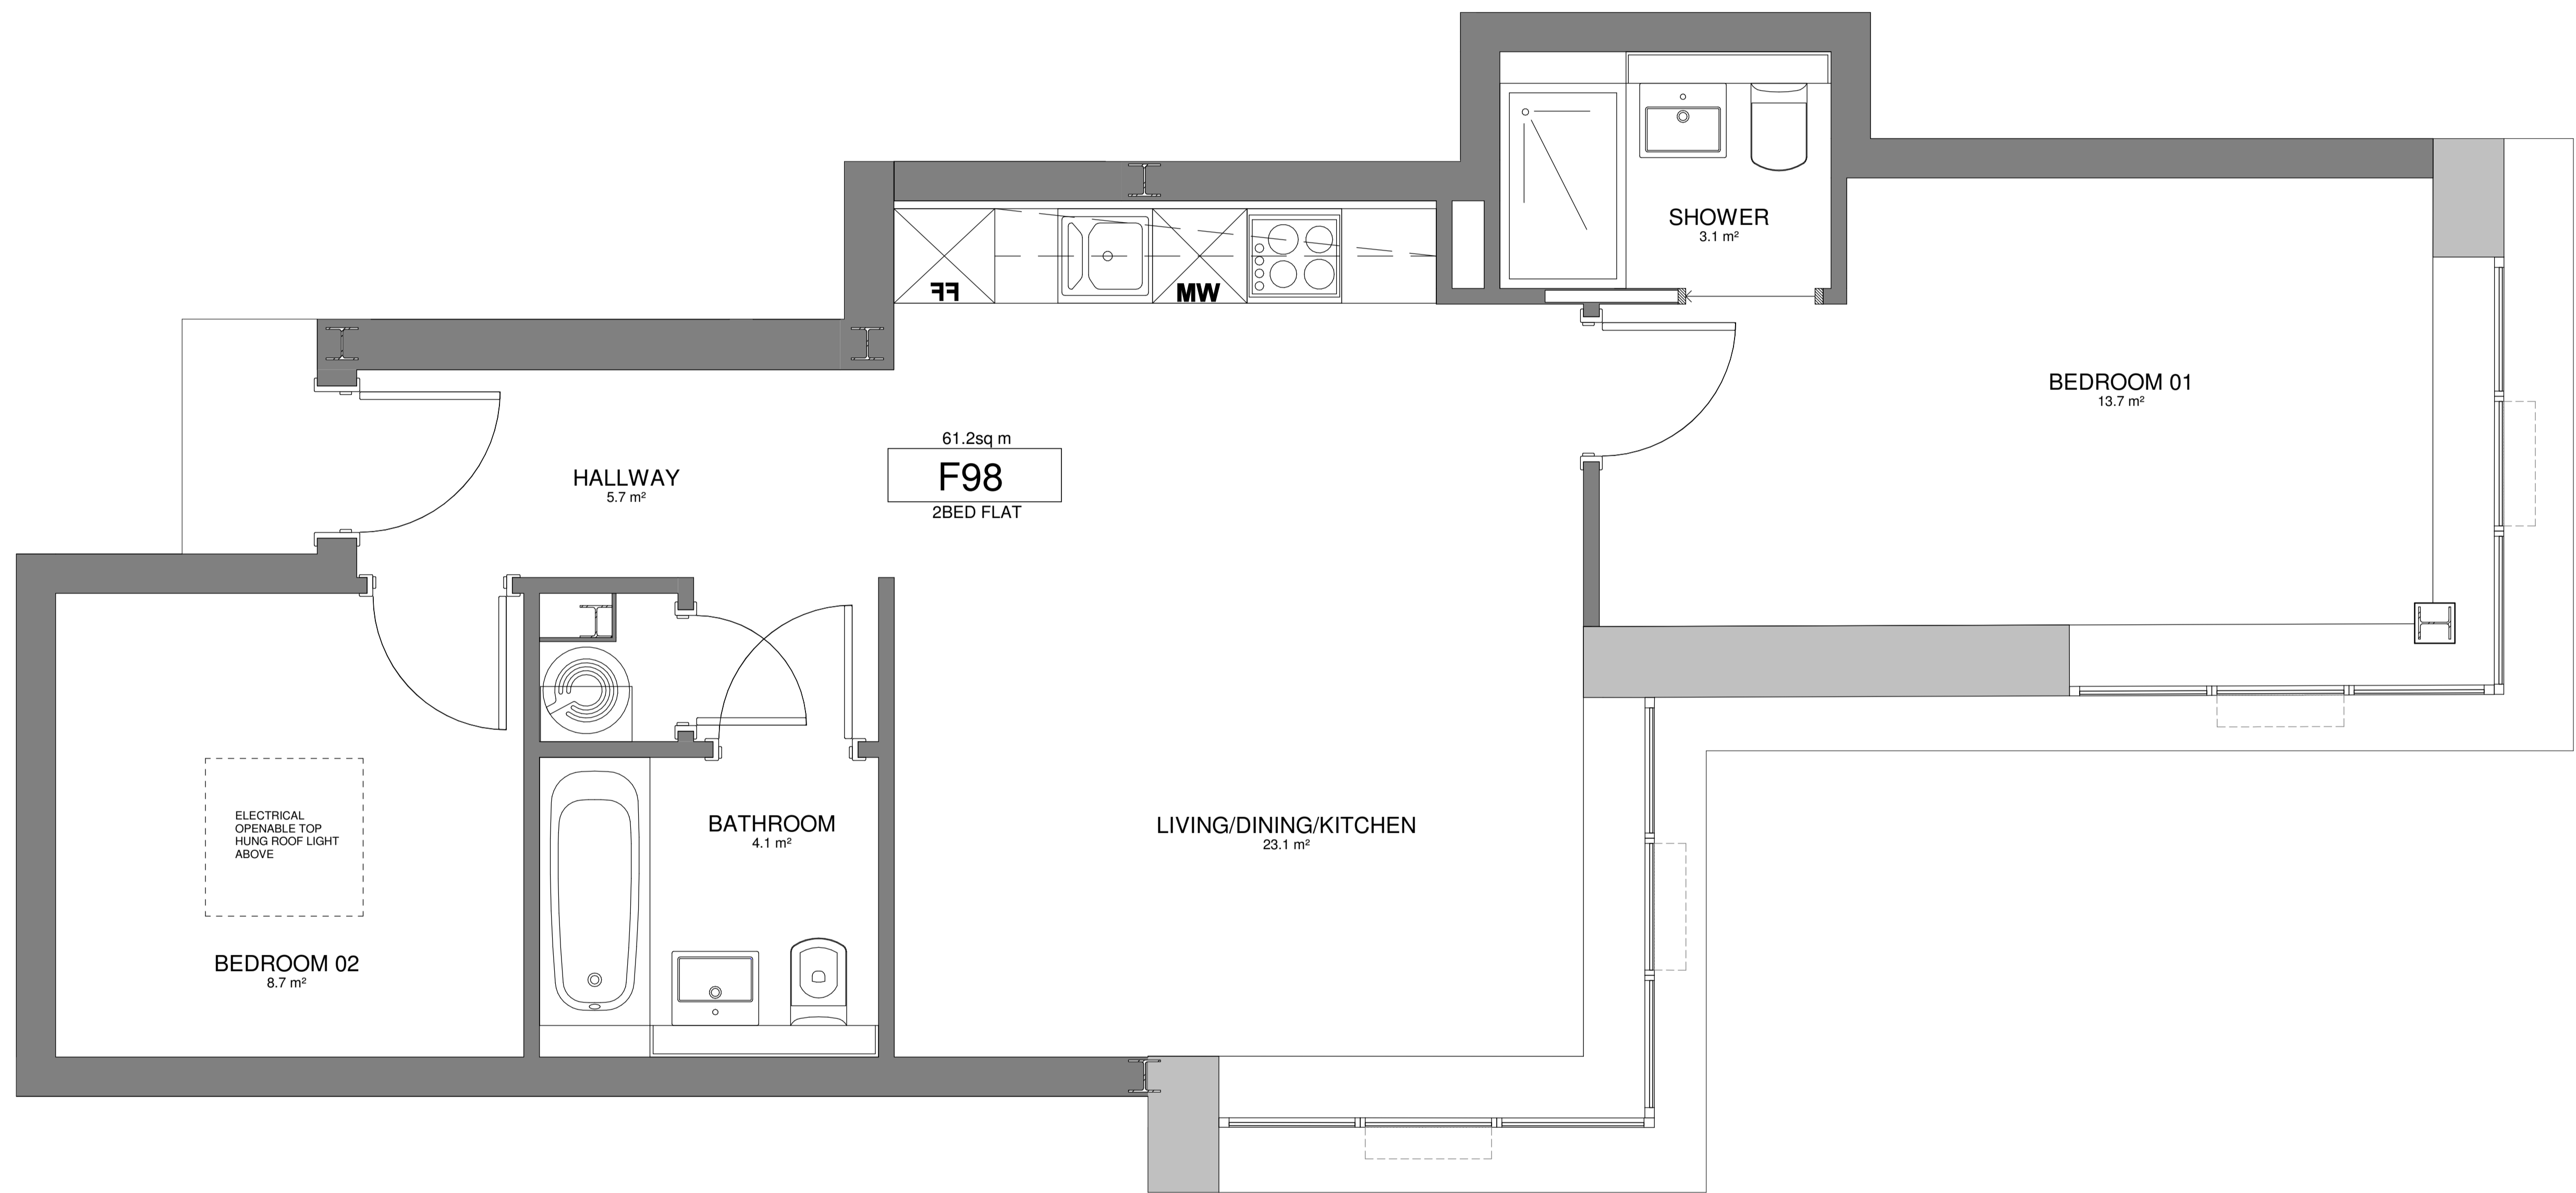 SHOWER
3.1 m²
FF
MW
BEDROOM 01
13.7 m²
61.2sq m
F98
2BED FLAT
HALLWAY
5.7 m²
ELECTRICAL
OPENABLE TOP
HUNG ROOF LIGHT
ABOVE
BATHROOM
4.1 m²
LIVING/DINING/KITCHEN
23.1 m²
BEDROOM 02
8.7 m²